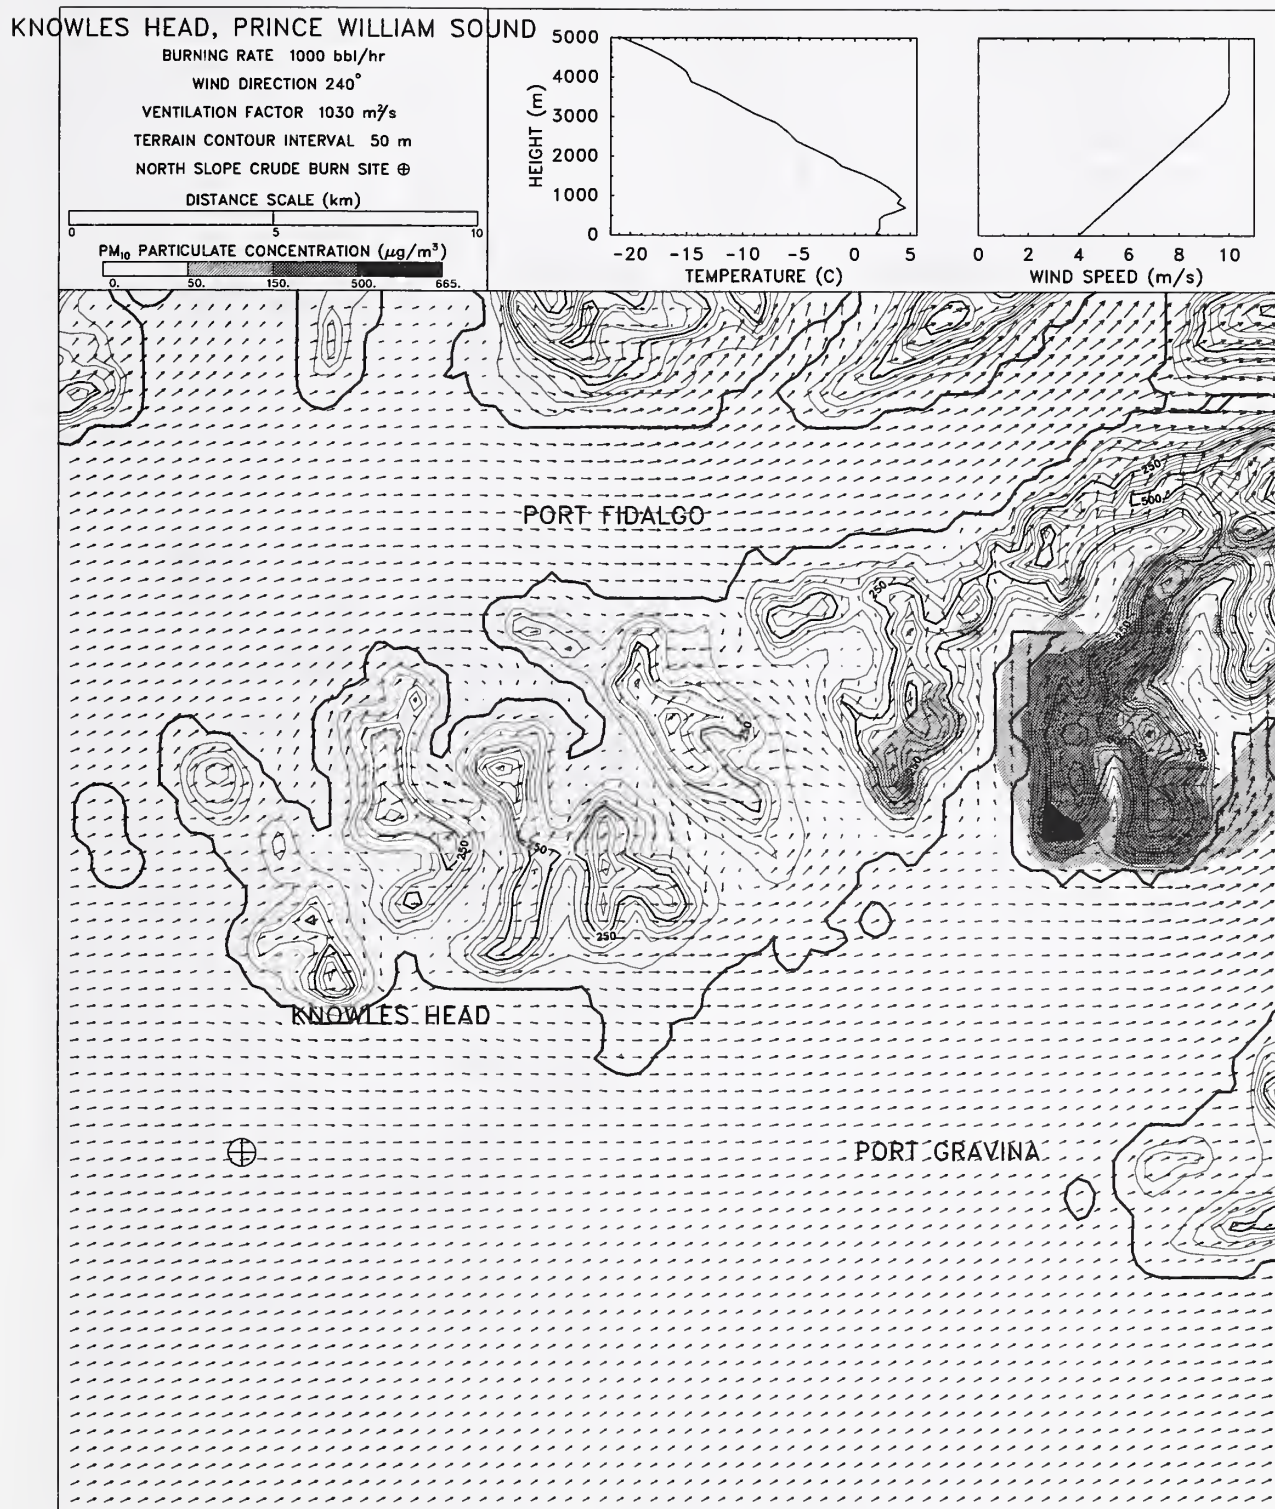 KNOWLES HEAD, PRINCE WILLIAM SOUND
BURNING RATE 1000 bbl/hr
WIND DIRECTION 240°
VENTILATION FACTOR 1030 m²/s
TERRAIN CONTOUR INTERVAL 50 m
NORTH SLOPE CRUDE BURN SITE ⊕
DISTANCE SCALE (km)
0 5 10
PM₁₀ PARTICULATE CONCENTRATION (μg/m³)
0. 50. 150. 500. 665.
HEIGHT (m)
5000
4000
3000
2000
1000
0
-20 -15 -10 -5 0 5
TEMPERATURE (C)
0 2 4 6 8 10
WIND SPEED (m/s)
250
500
PORT FIDALGO
250
250
250
250
250
250
250
250
250
KNOWLES HEAD
PORT GRAVINA